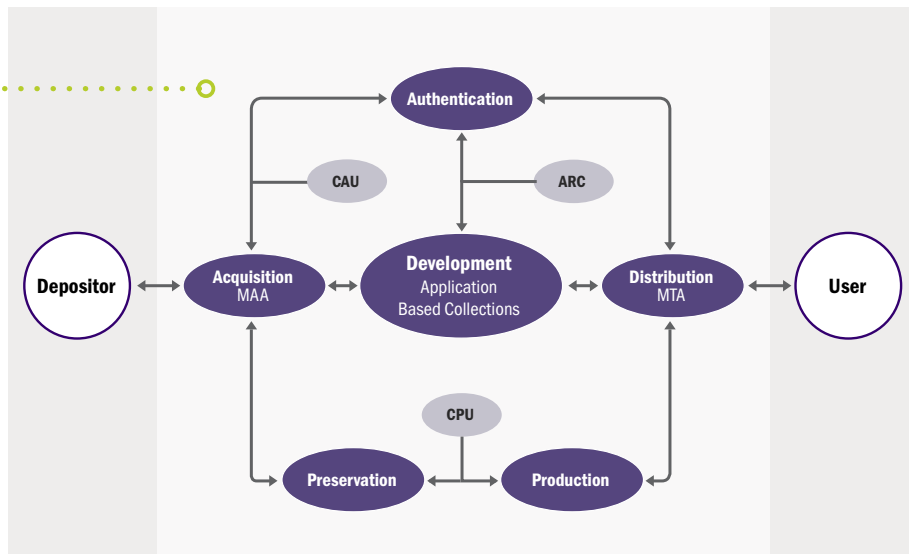 Authentication
CAU
ARC
Depositor
Acquisition
MAA
Development
Application
Based Collections
Distribution
MTA
User
CPU
Preservation
Production